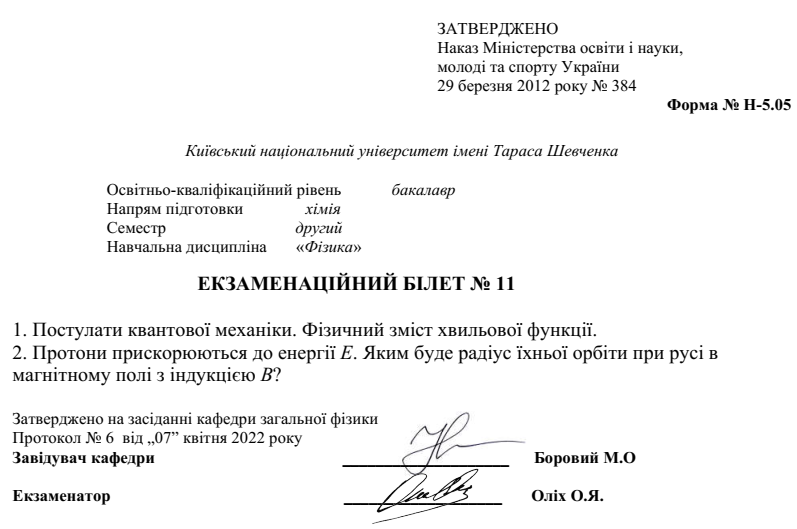 ЗАТВЕРДЖЕНО
Наказ Міністерства освіти і науки,
молоді та спорту України
29 березня 2012 року № 384
Форма № Н-5.05
Київський національний університет імені Тараса Шевченка
Освітньо-кваліфікаційний рівень бакалавр
Напрям підготовки хімія
Семестр другий
Навчальна дисципліна «Фізика»
ЕКЗАМЕНАЦІЙНИЙ БІЛЕТ № 11
1. Постулати квантової механіки. Фізичний зміст хвильової функції.
2. Протони прискорюються до енергії E. Яким буде радіус їхньої орбіти при русі в
магнітному полі з індукцією B?
Затверджено на засіданні кафедри загальної фізики
Протокол № 6 від „07” квітня 2022 року
Завідувач кафедри Боровий М.О
Екзаменатор Оліх О.Я.